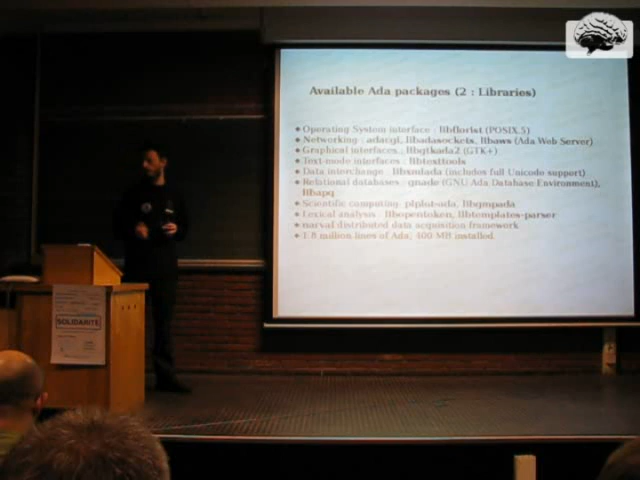 Available Ada packages (2 : Libraries)
Operating System interface : libflorist (POSIX.5)
Networking : adacgi, libadasockets, libaws (Ada Web Server)
Graphical interfaces : libgtkada2 (GTK+)
Text-mode interfaces : libtexttools
Data interchange : libxmlada (includes full Unicode support)
Relational databases : gnade (GNU Ada Database Environment),
libapq
Scientific computing : plplot-ada, libgmpada
Lexical analysis : libopentoken, libtemplates-parser
narval distributed data acquisition framework
1.8 million lines of Ada, 400 MB installed
SOLIDARITÉ